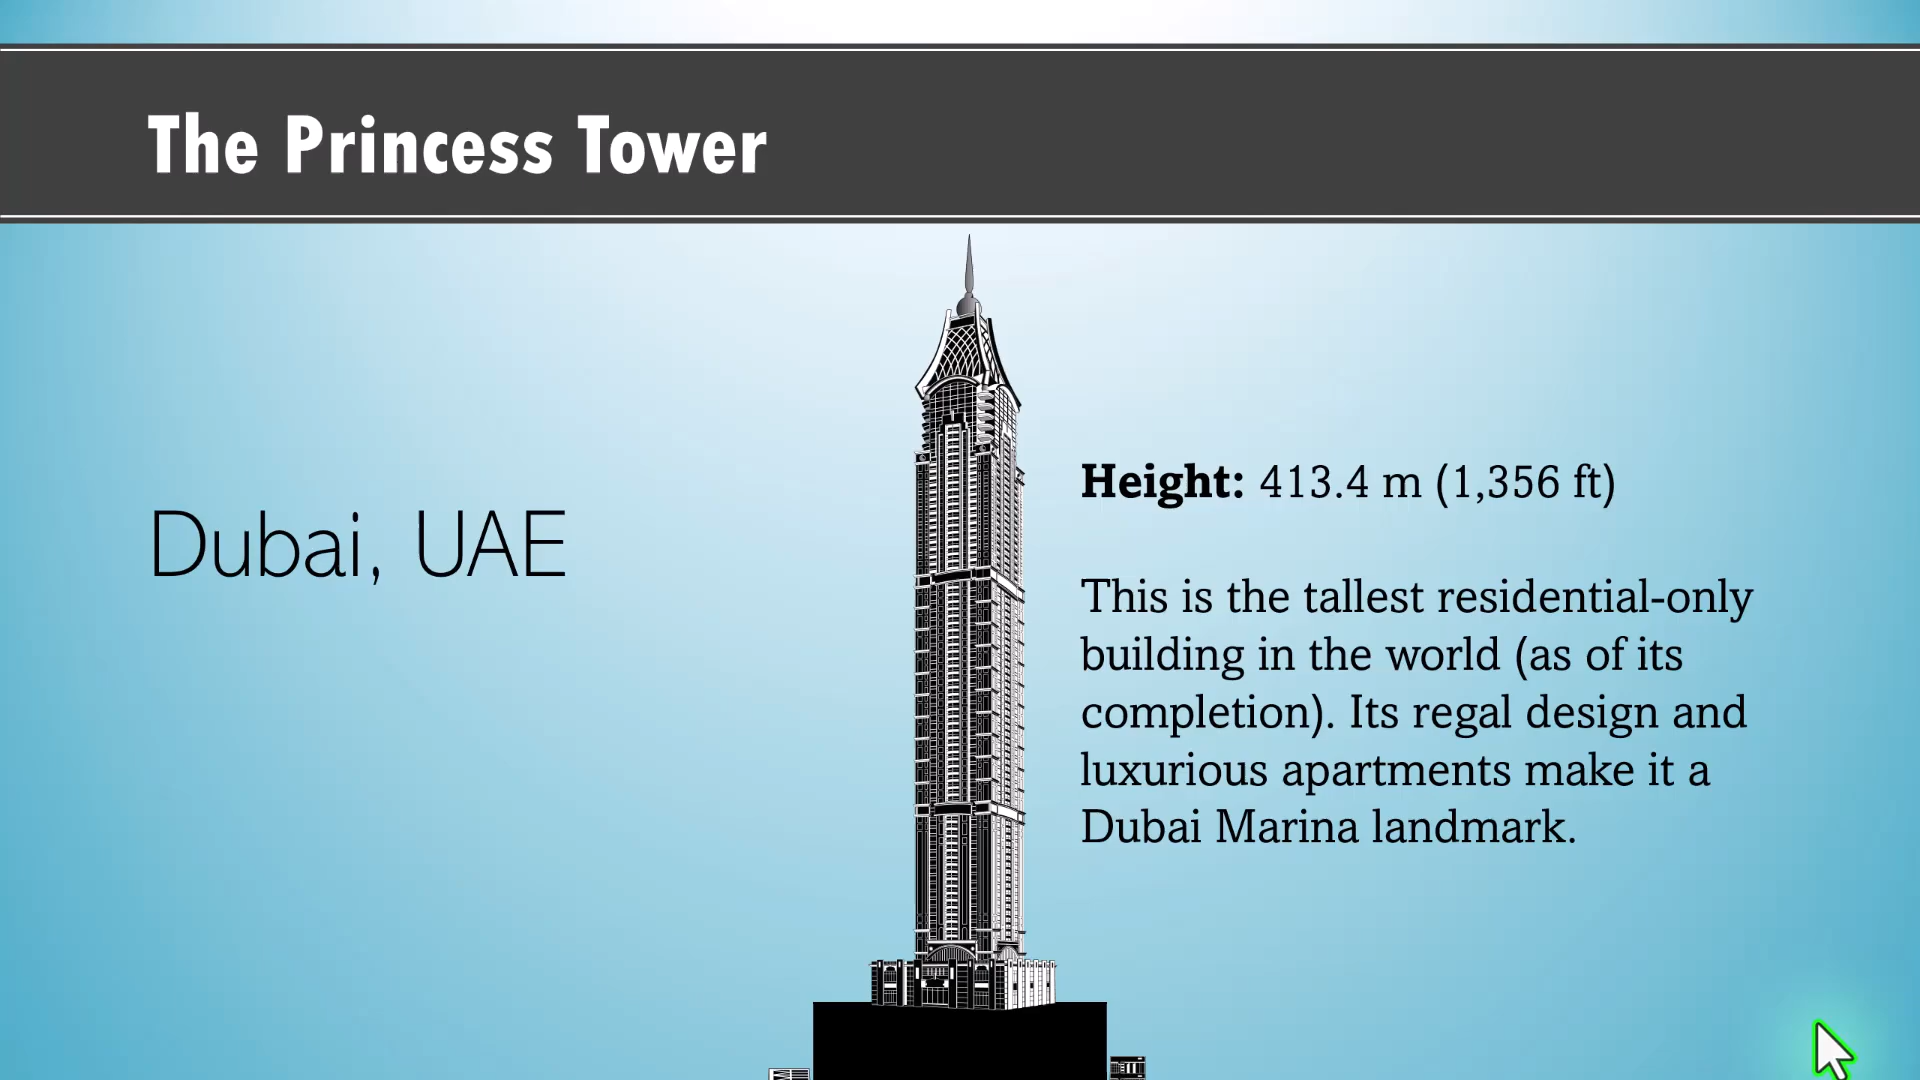 The Princess Tower
Dubai, UAE
Height: 413.4 m (1,356 ft)
This is the tallest residential-only
building in the world (as of its
completion). Its regal design and
luxurious apartments make it a
Dubai Marina landmark.